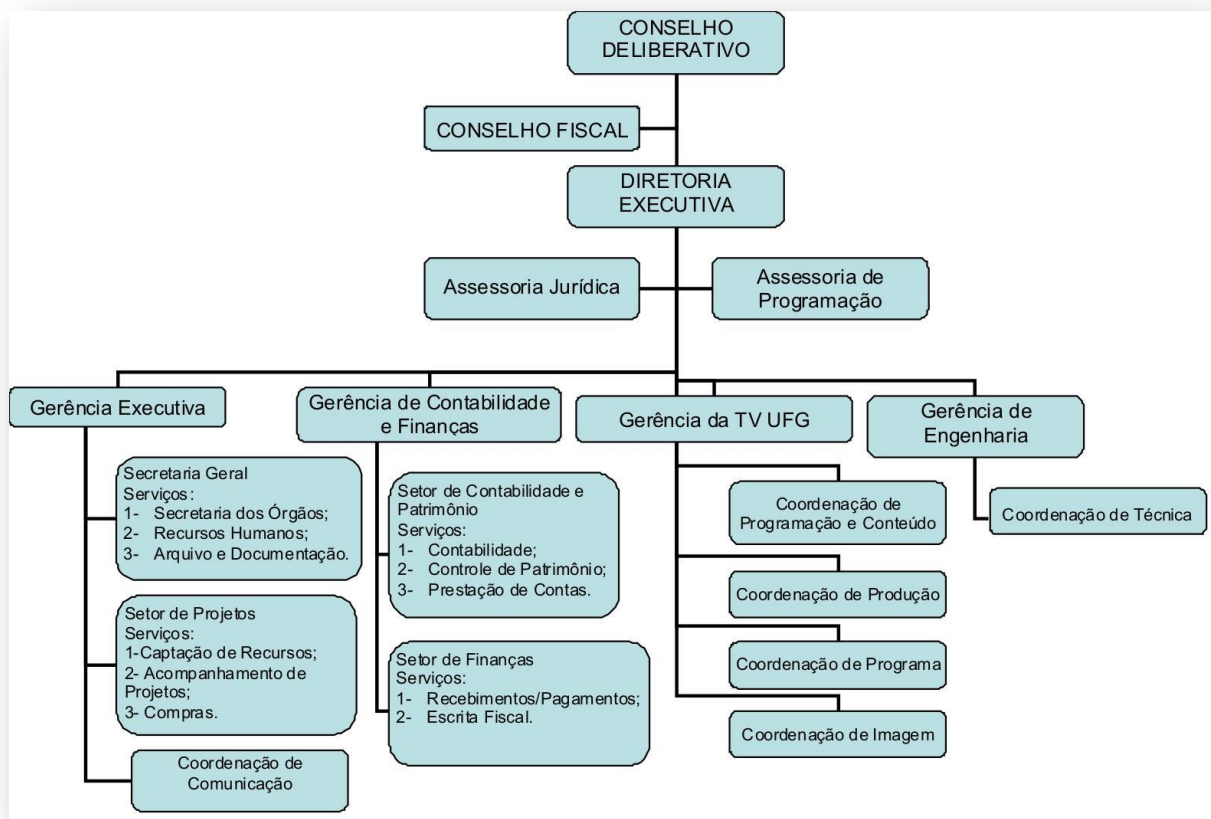 CONSELHO
DELIBERATIVO
CONSELHO FISCAL
DIRETORIA
EXECUTIVA
Assessoria Jurídica
Assessoria de
Programação
Gerência Executiva
Gerência de Contabilidade
e Finanças
Gerência da TV UFG
Gerência de
Engenharia
Secretaria Geral
Serviços:
1- Secretaria dos Órgãos;
2- Recursos Humanos;
3- Arquivo e Documentação.
Setor de Projetos
Serviços:
1-Captação de Recursos;
2- Acompanhamento de
Projetos;
3- Compras.
Coordenação de
Comunicação
Setor de Contabilidade e
Patrimônio
Serviços:
1- Contabilidade;
2- Controle de Patrimônio;
3- Prestação de Contas.
Setor de Finanças
Serviços:
1- Recebimentos/Pagamentos;
2- Escrita Fiscal.
Coordenação de
Programação e Conteúdo
Coordenação de Produção
Coordenação de Programa
Coordenação de Imagem
Coordenação de Técnica